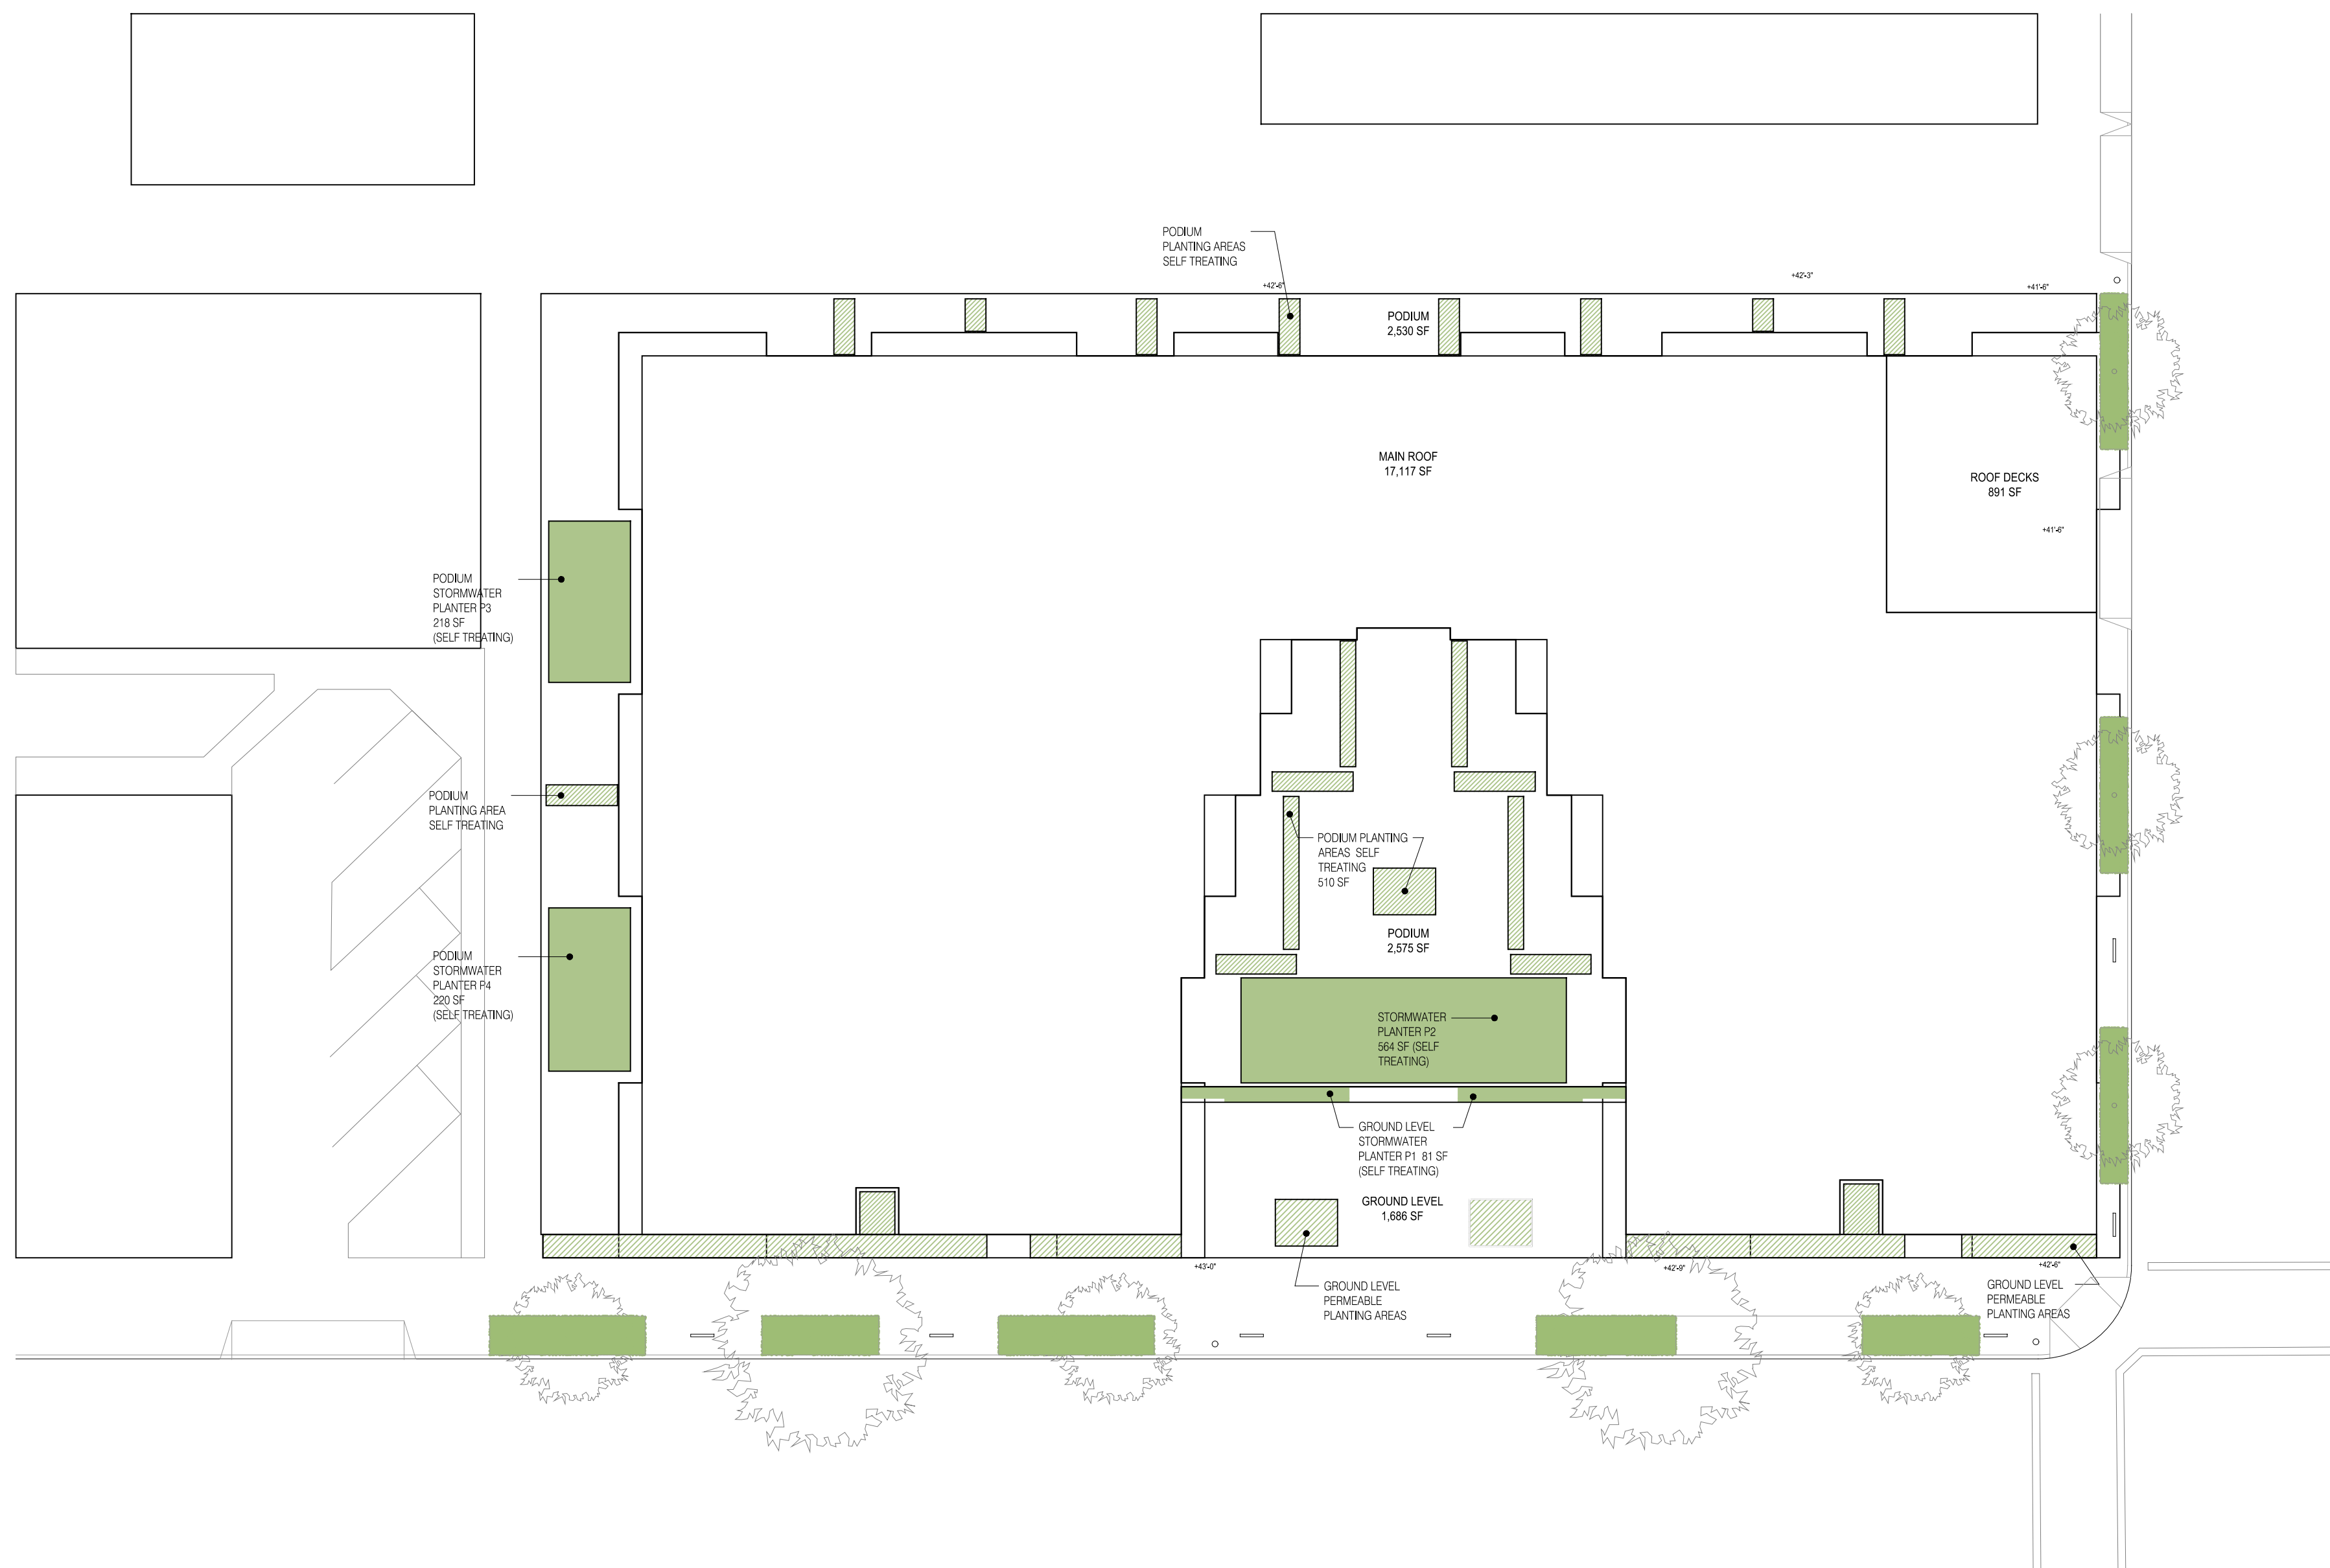 PODIUM
PLANTING AREAS
SELF TREATING
+42'-3"
+42'-6"
+41'-6"
PODIUM
2,530 SF
MAIN ROOF
17,117 SF
ROOF DECKS
891 SF
+41'-6"
PODIUM
STORMWATER
PLANTER P3
218 SF
(SELF TREATING)
PODIUM
PLANTING AREA
SELF TREATING
PODIUM PLANTING
AREAS SELF
TREATING
510 SF
PODIUM
2,575 SF
PODIUM
STORMWATER
PLANTER P4
220 SF
(SELF TREATING)
STORMWATER
PLANTER P2
564 SF (SELF
TREATING)
GROUND LEVEL
STORMWATER
PLANTER P1 81 SF
(SELF TREATING)
GROUND LEVEL
1,686 SF
+43'-0"
+42'-9"
+42'-6"
GROUND LEVEL
PERMEABLE
PLANTING AREAS
GROUND LEVEL
PERMEABLE
PLANTING AREAS